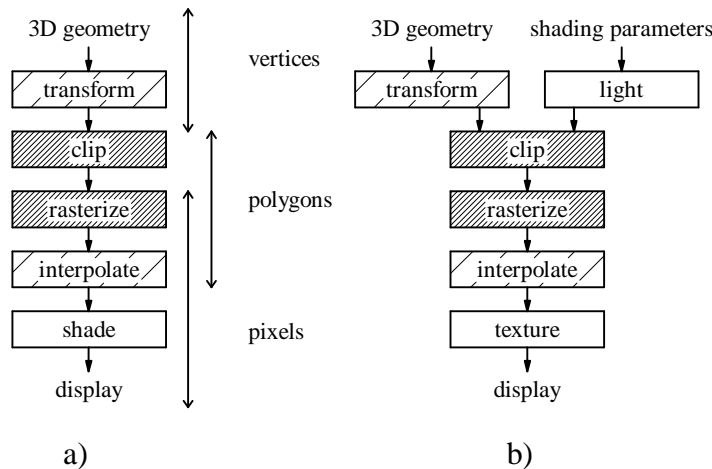 3D geometry
transform
clip
rasterize
interpolate
shade
display
vertices
polygons
pixels
a)
3D geometry
shading parameters
transform
light
clip
rasterize
interpolate
texture
display
b)